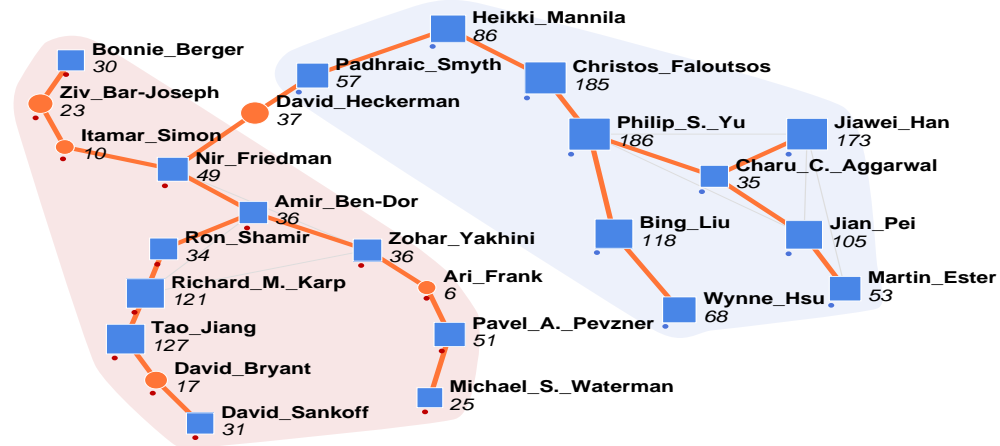 Heikki_Mannila
86
Bonnie_Berger
30
Padhraic_Smyth
57
Christos_Faloutsos
185
Ziv_Bar-Joseph
23
David_Heckerman
37
Philip_S._Yu
186
Jiawei_Han
173
Itamar_Simon
10
Nir_Friedman
49
Charu_C._Aggarwal
35
Amir_Ben-Dor
36
Bing_Liu
118
Jian_Pei
105
Ron_Shamir
34
Zohar_Yakhini
36
Richard_M._Karp
121
Ari_Frank
6
Martin_Ester
53
Wynne_Hsu
68
Tao_Jiang
127
Pavel_A._Pevzner
51
David_Bryant
17
Michael_S._Waterman
25
David_Sankoff
31